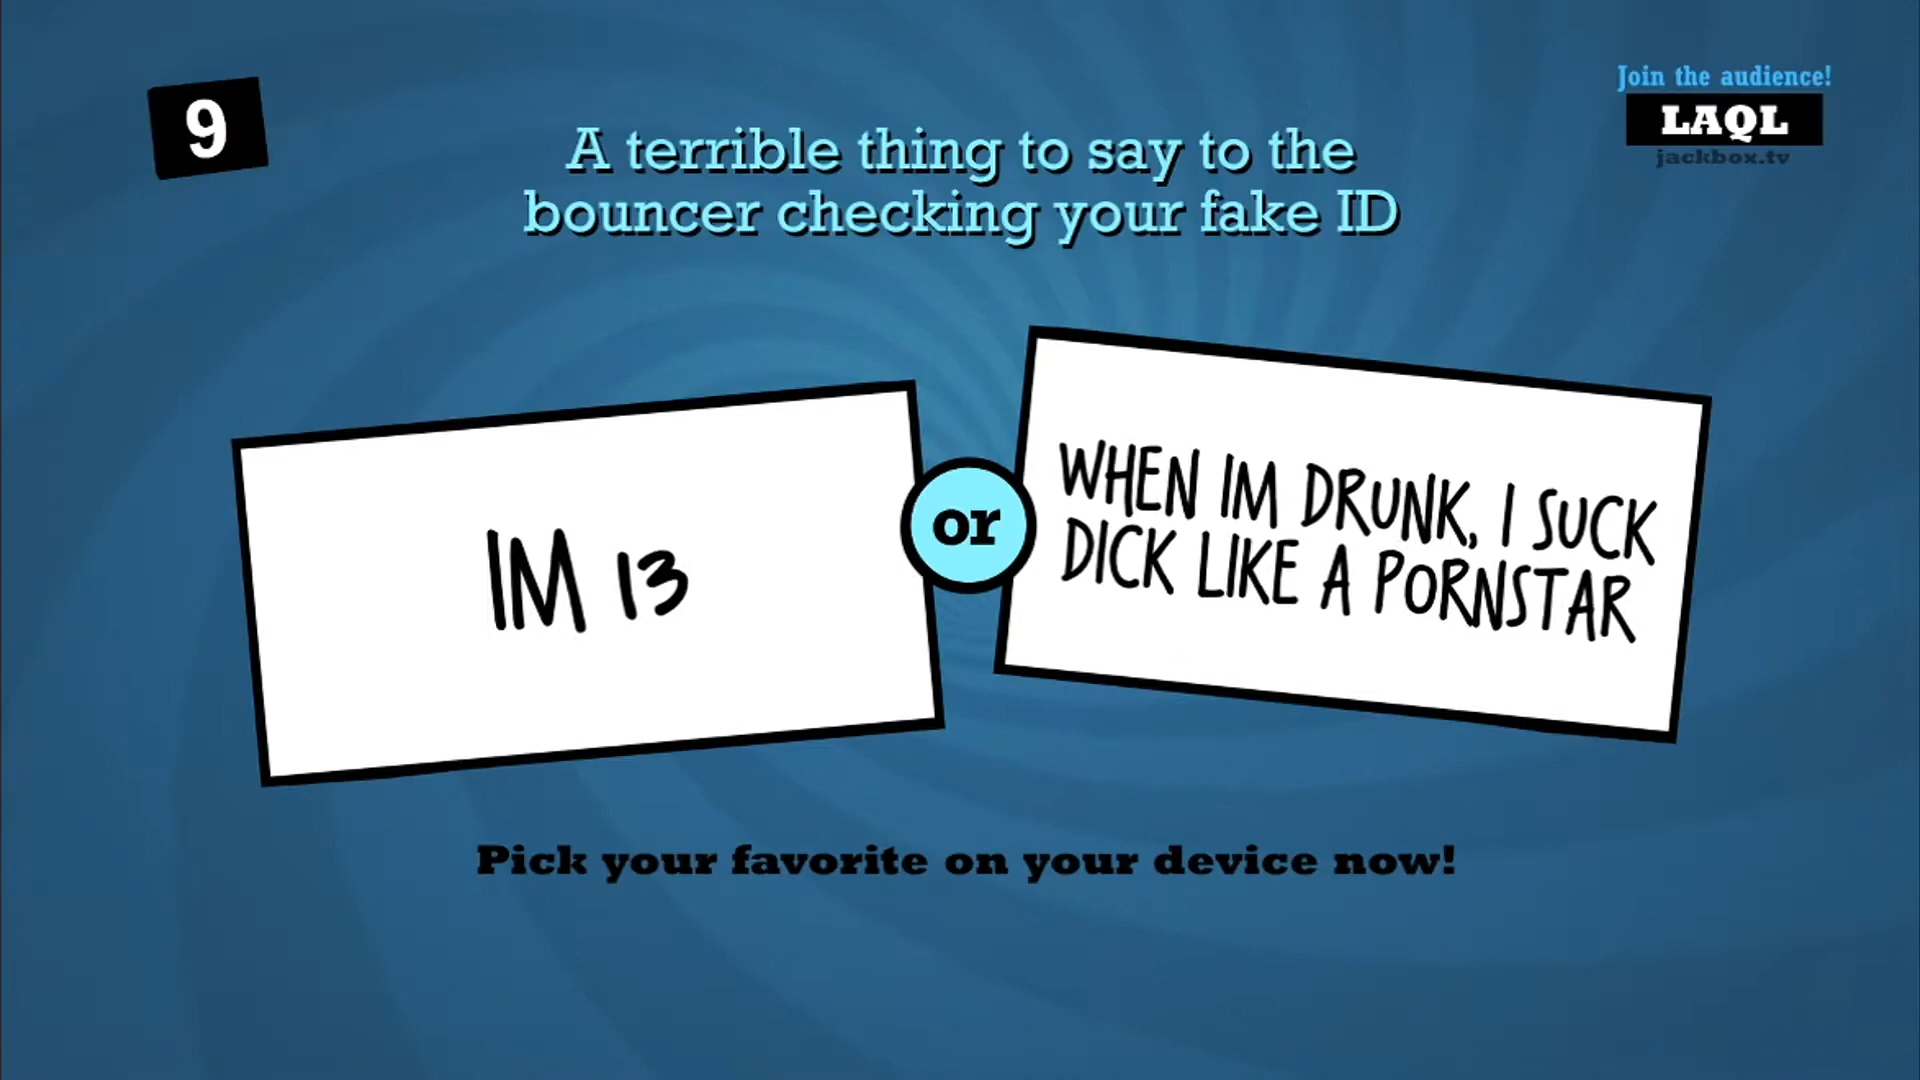 9
Join the audience!
LAQL
jackbox.tv
A terrible thing to say to the
bouncer checking your fake ID
IM 13
or
WHEN IM DRUNK, I SUCK
DICK LIKE A PORNSTAR
Pick your favorite on your device now!